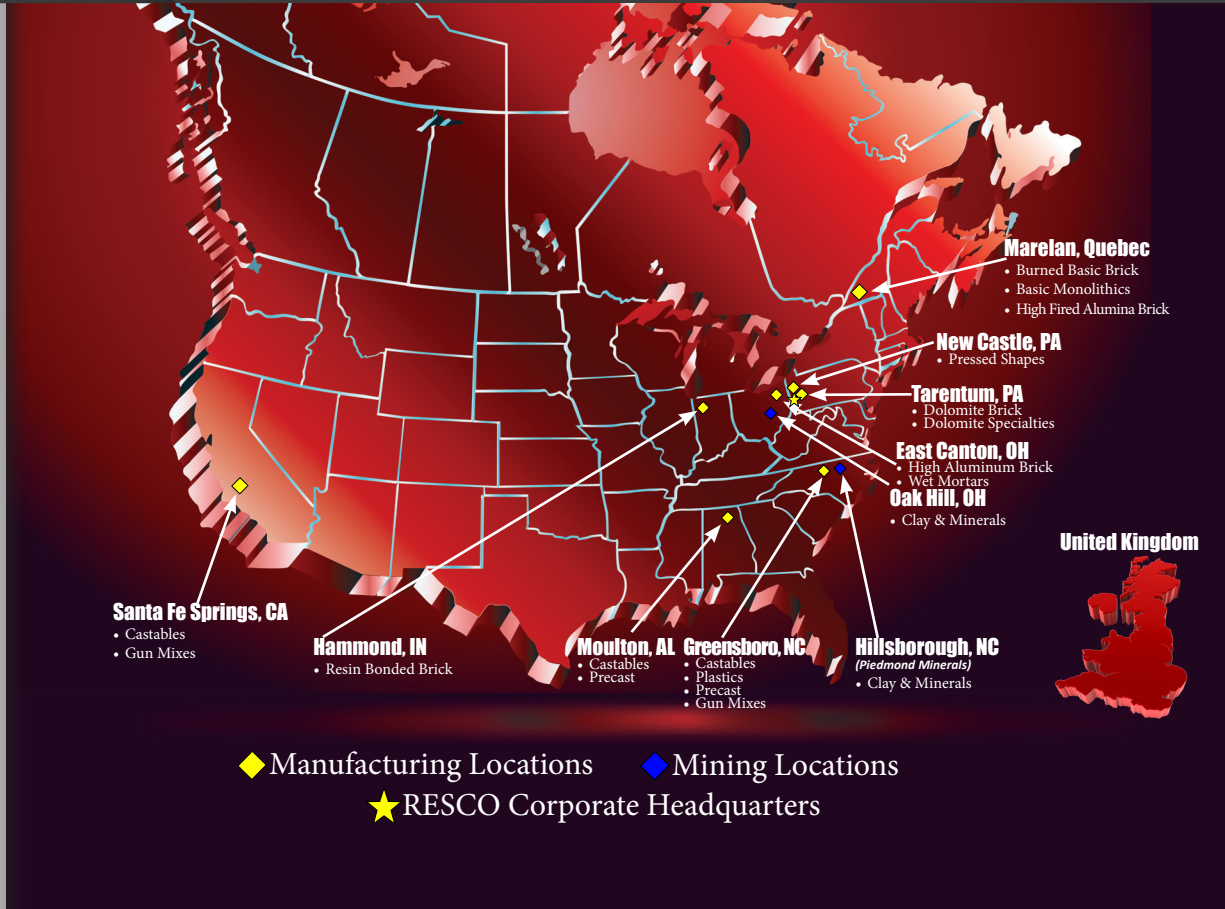 Marelan, Quebec
• Burned Basic Brick
• Basic Monolithics
• High Fired Alumina Brick
New Castle, PA
• Pressed Shapes
Tarentum, PA
• Dolomite Brick
• Dolomite Specialties
East Canton, OH
• High Aluminum Brick
• Wet Mortars
Oak Hill, OH
• Clay & Minerals
United Kingdom
Santa Fe Springs, CA
• Castables
• Gun Mixes
Hammond, IN
• Resin Bonded Brick
Moulton, AL
• Castables
• Precast
Greensboro, NC
• Castables
• Plastics
• Precast
• Gun Mixes
Hillsborough, NC
(Piedmond Minerals)
• Clay & Minerals
Manufacturing Locations
Mining Locations
RESCO Corporate Headquarters